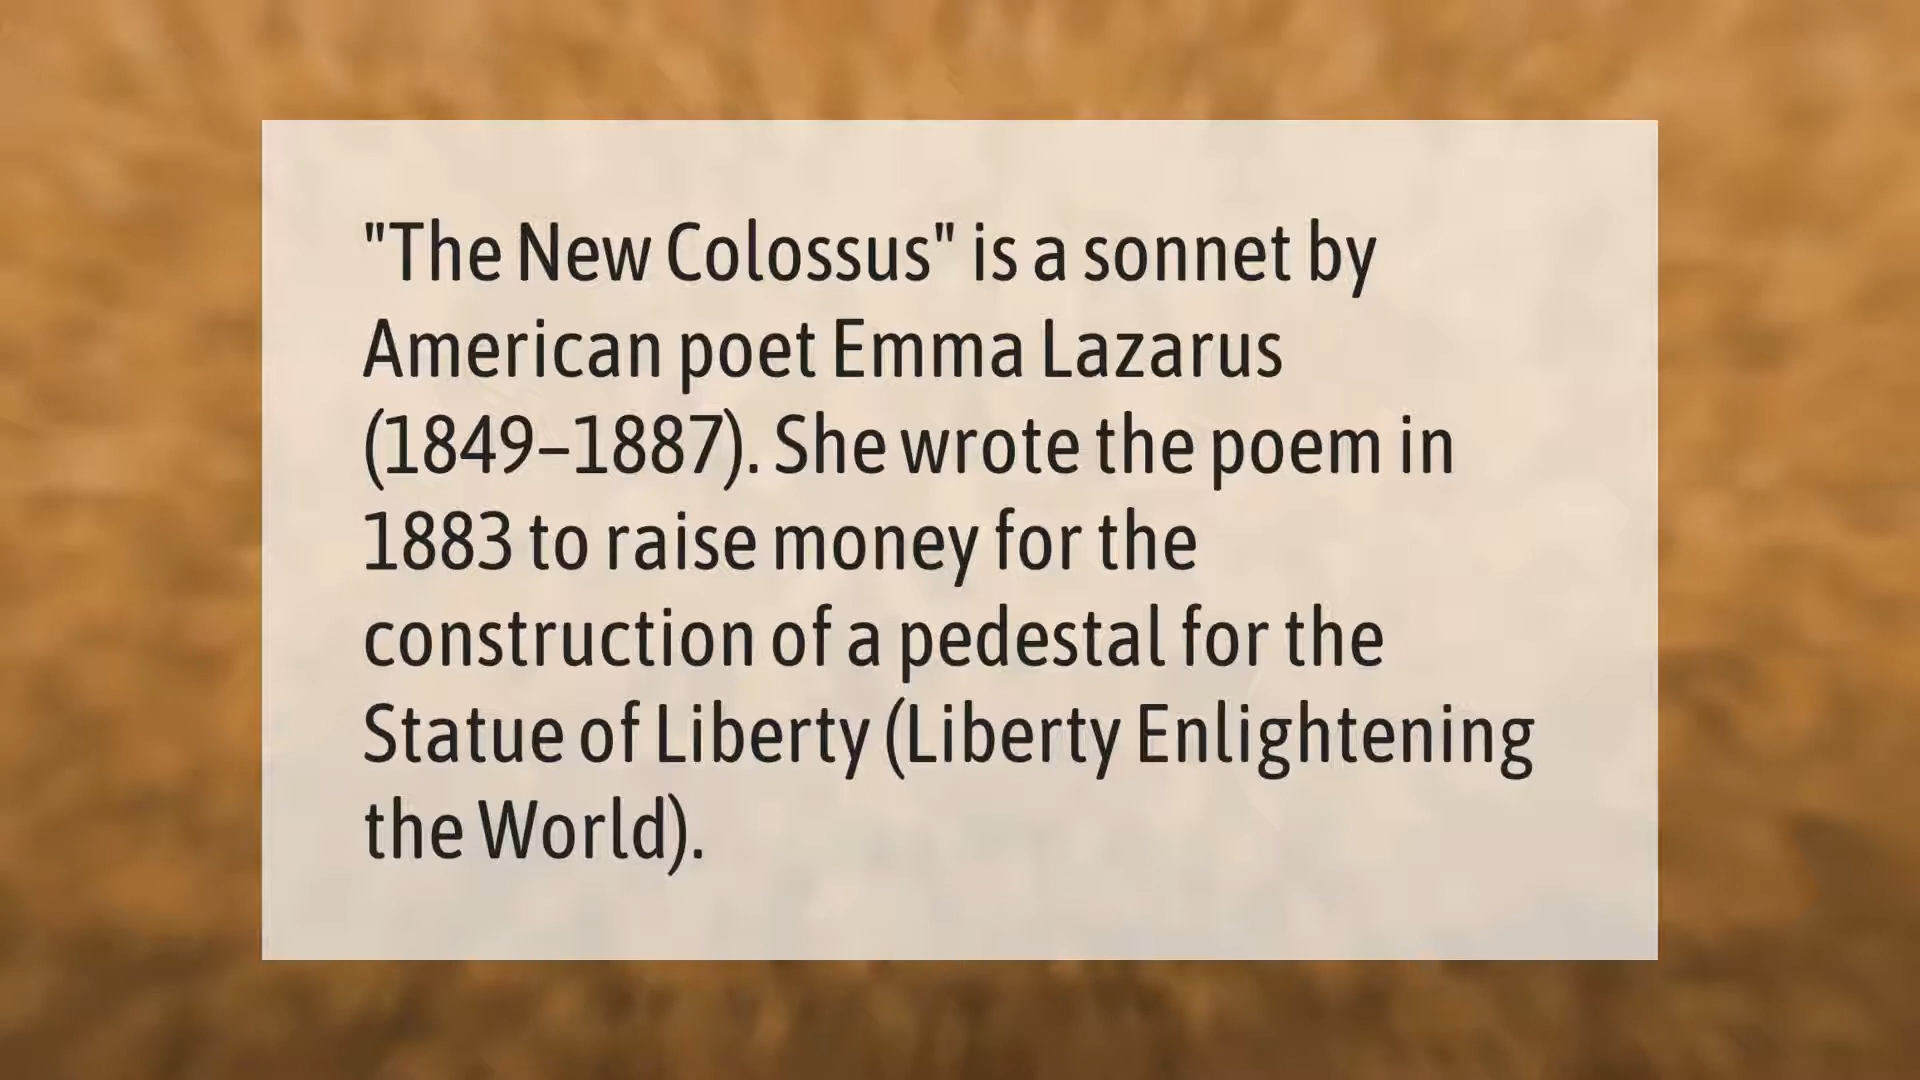 "The New Colossus" is a sonnet by
American poet Emma Lazarus
(1849–1887). She wrote the poem in
1883 to raise money for the
construction of a pedestal for the
Statue of Liberty (Liberty Enlightening
the World).